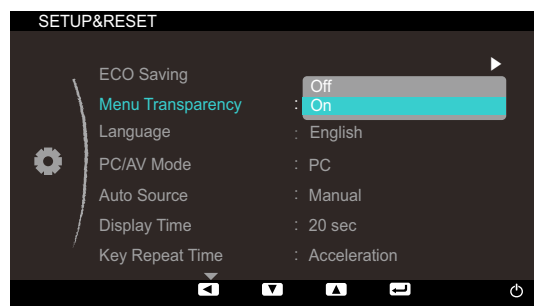 SETUP&RESET
ECO Saving
Off
Menu Transparency : On
Language : English
PC/AV Mode : PC
Auto Source : Manual
Display Time : 20 sec
Key Repeat Time : Acceleration